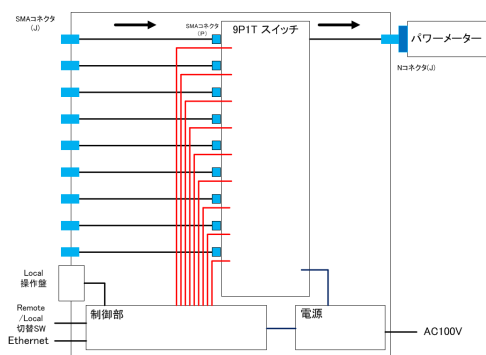 SMAコネクタ
(J)
SMAコネクタ
(P)
9P1T スイッチ
パワーメーター
Nコネクタ(J)
Local
操作盤
Remote
/Local
切替SW
Ethernet
制御部
電源
AC100V